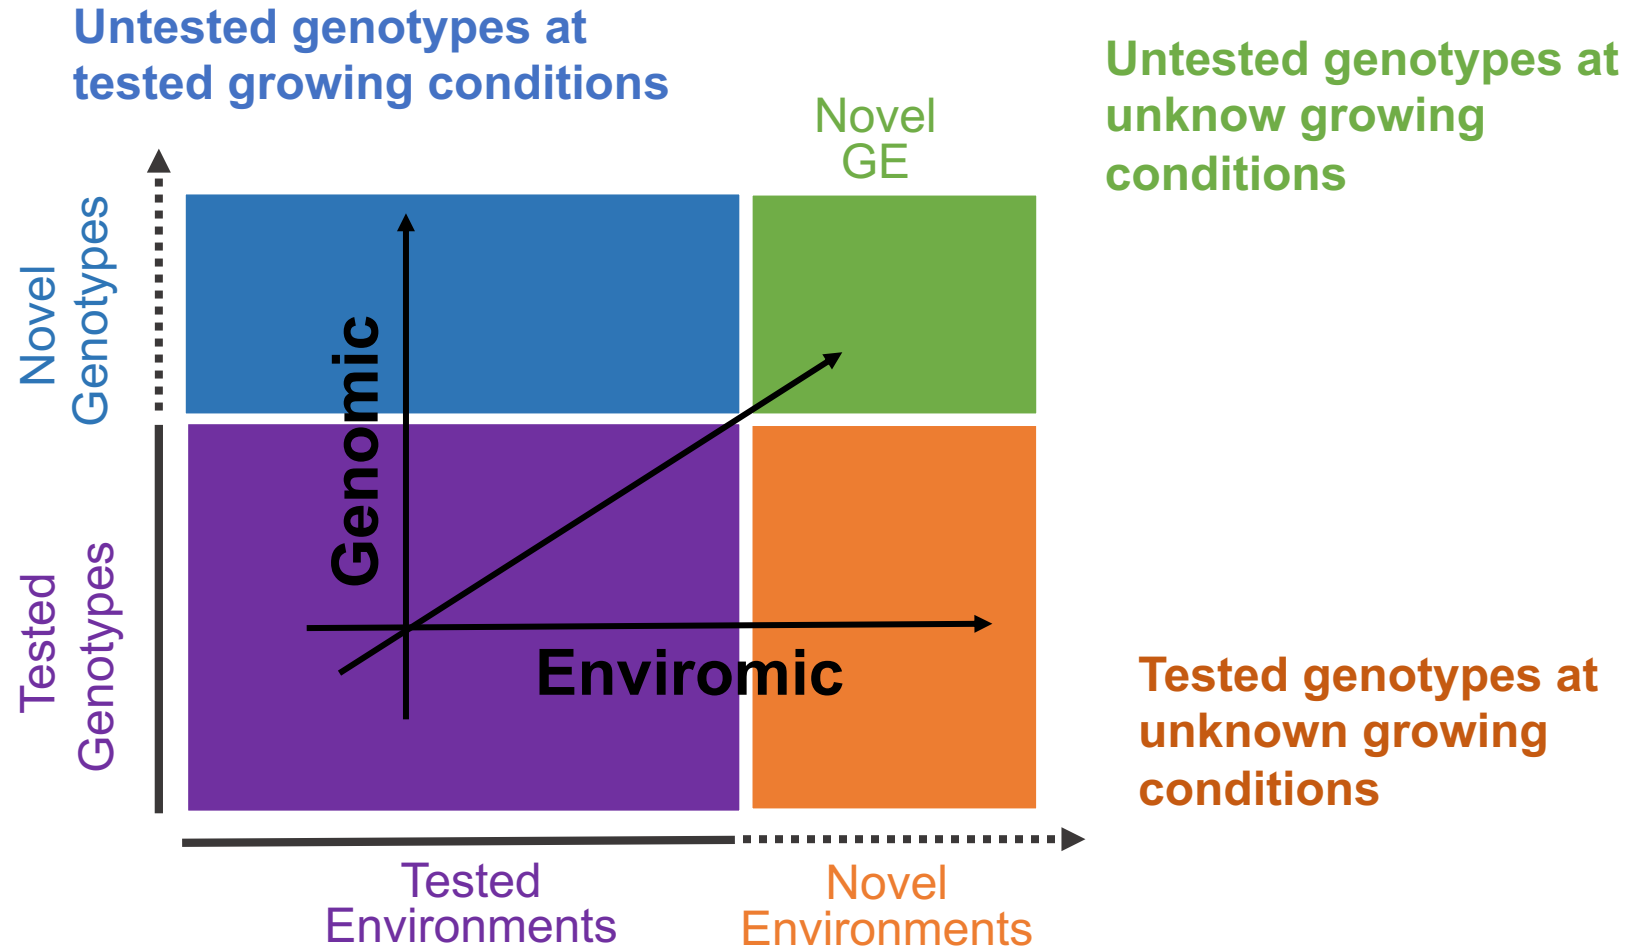 Untested genotypes at
tested growing conditions
Untested genotypes at
unknow growing
conditions
Novel
GE
Novel
Genotypes
Genomic
Tested
Genotypes
Enviromic
Tested genotypes at
unknown growing
conditions
Tested
Environments
Novel
Environments